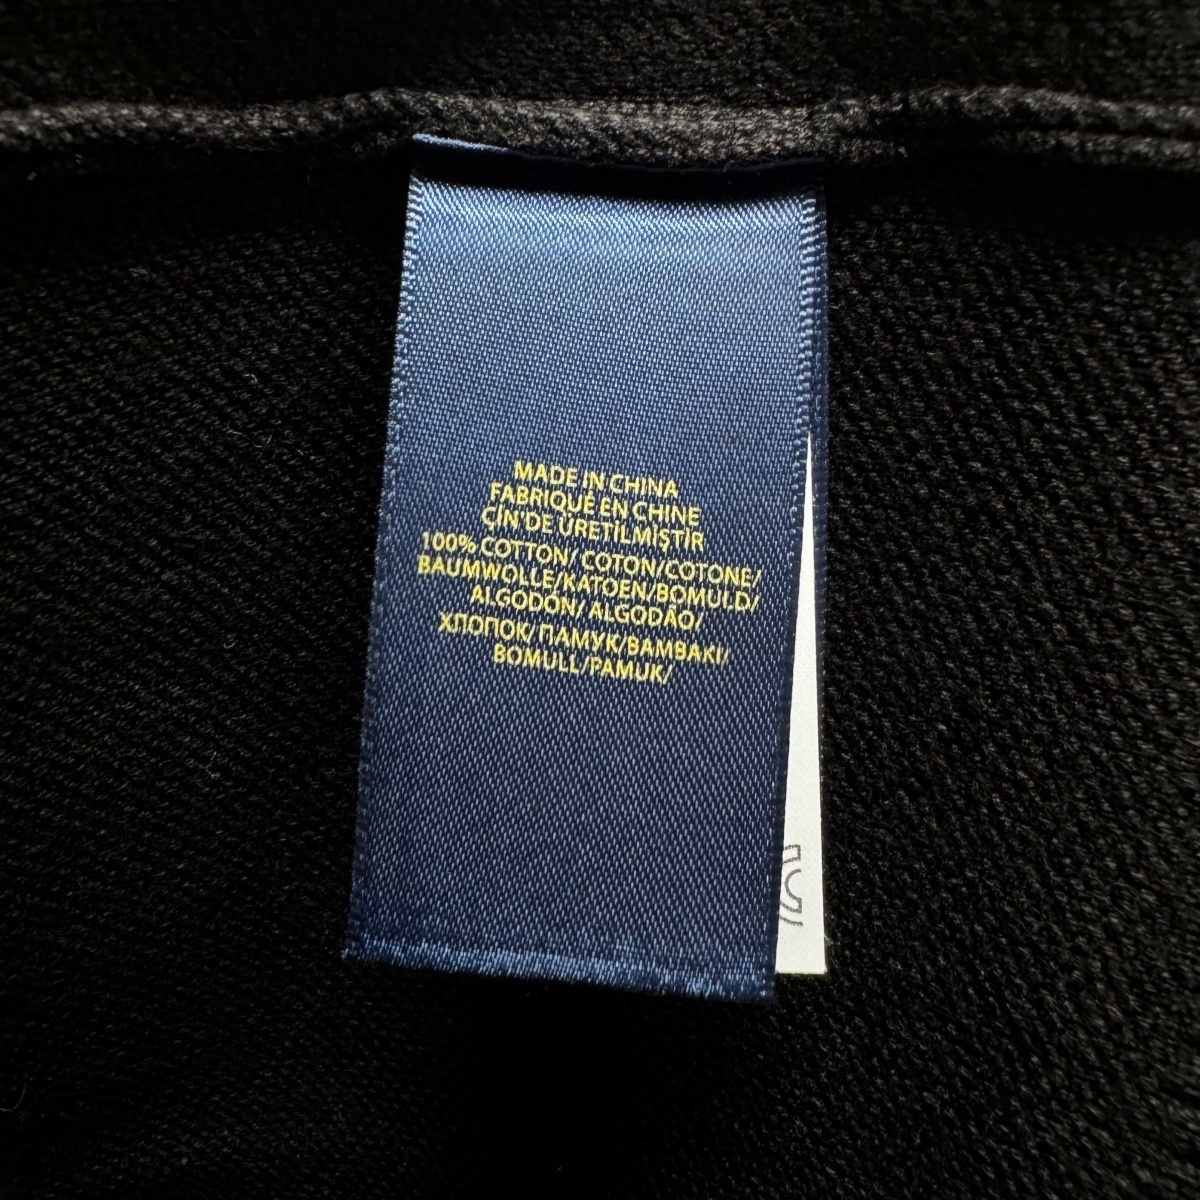 MADE IN CHINA
FABRIQUÉ EN CHINE
ÇİN'DE ÜRETİLMİŞTİR
100% COTTON/ COTON/COTONE/
BAUMWOLLE/KATOEN/BOMULD/
ALGODÓN/ ALGODÃO/
ХЛОПОК/ ПАМУК/BAMBAKI/
BOMULL/PAMUK/